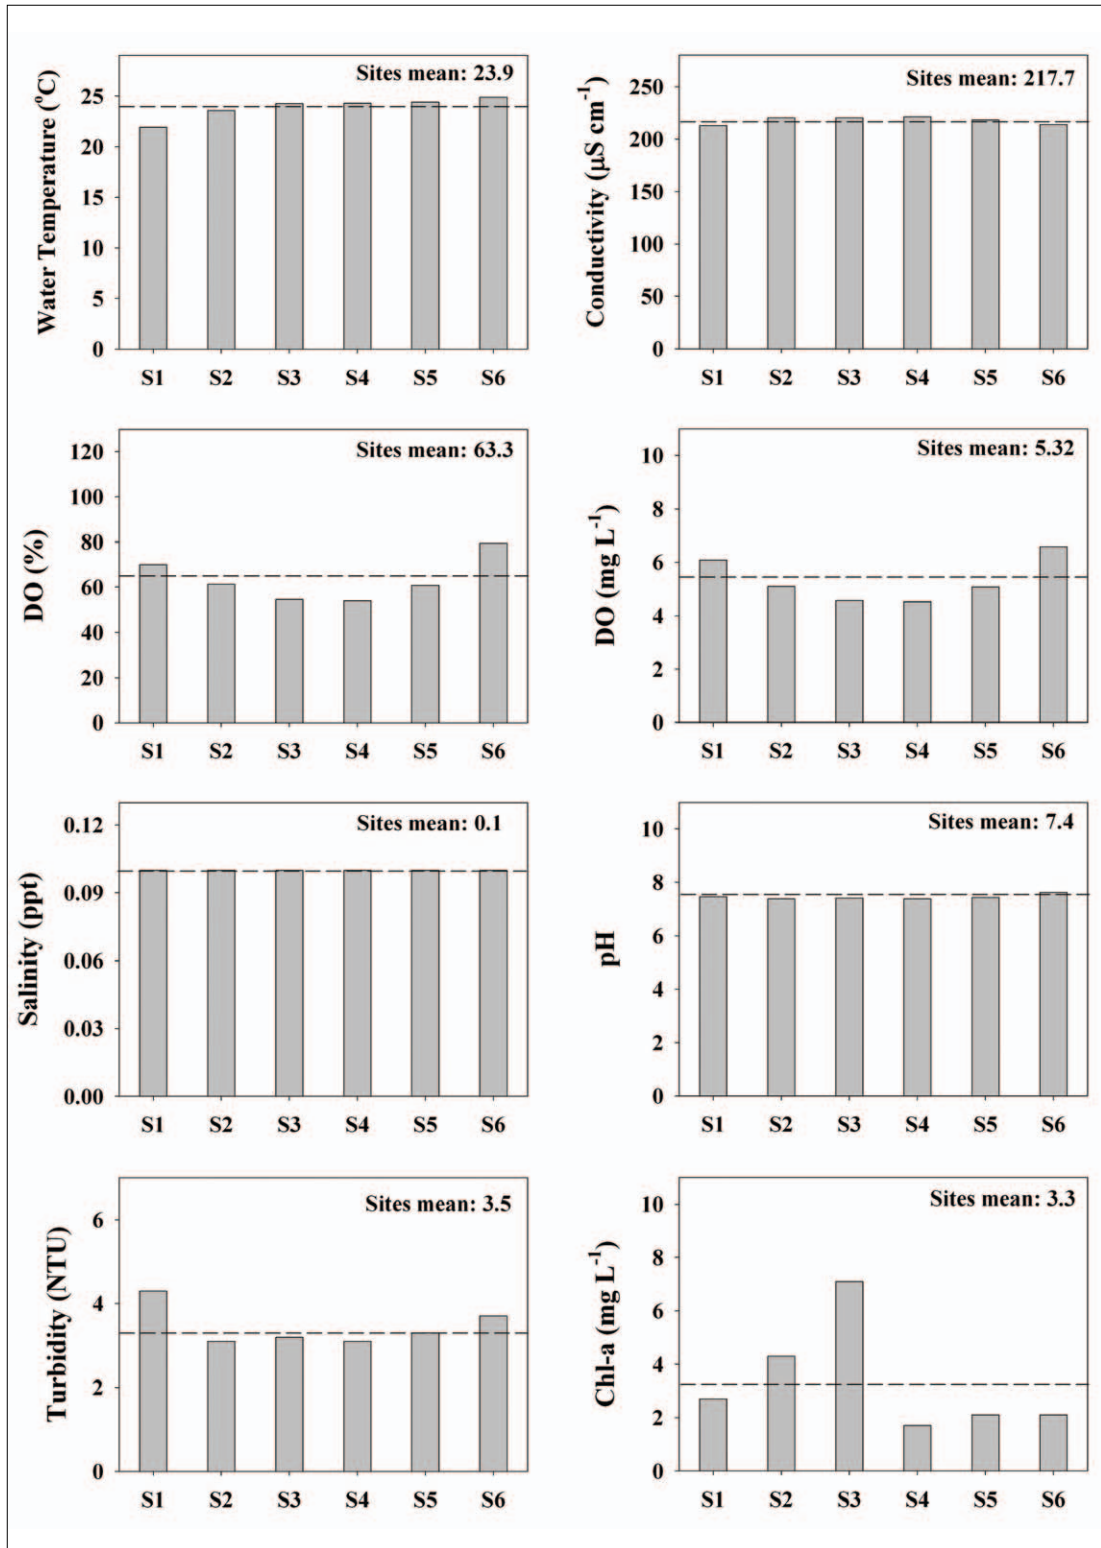 Sites mean: 23.9
Water Temperature (°C)
25
20
15
10
5
0
S1 S2 S3 S4 S5 S6
Sites mean: 217.7
Conductivity (µS cm⁻¹)
250
200
150
100
50
0
S1 S2 S3 S4 S5 S6
Sites mean: 63.3
DO (%)
120
100
80
60
40
20
0
S1 S2 S3 S4 S5 S6
Sites mean: 5.32
DO (mg L⁻¹)
10
8
6
4
2
0
S1 S2 S3 S4 S5 S6
Sites mean: 0.1
Salinity (ppt)
0.12
0.09
0.06
0.03
0.00
S1 S2 S3 S4 S5 S6
Sites mean: 7.4
pH
10
8
6
4
2
0
S1 S2 S3 S4 S5 S6
Sites mean: 3.5
Turbidity (NTU)
6
4
2
0
S1 S2 S3 S4 S5 S6
Sites mean: 3.3
Chl-a (mg L⁻¹)
10
8
6
4
2
0
S1 S2 S3 S4 S5 S6